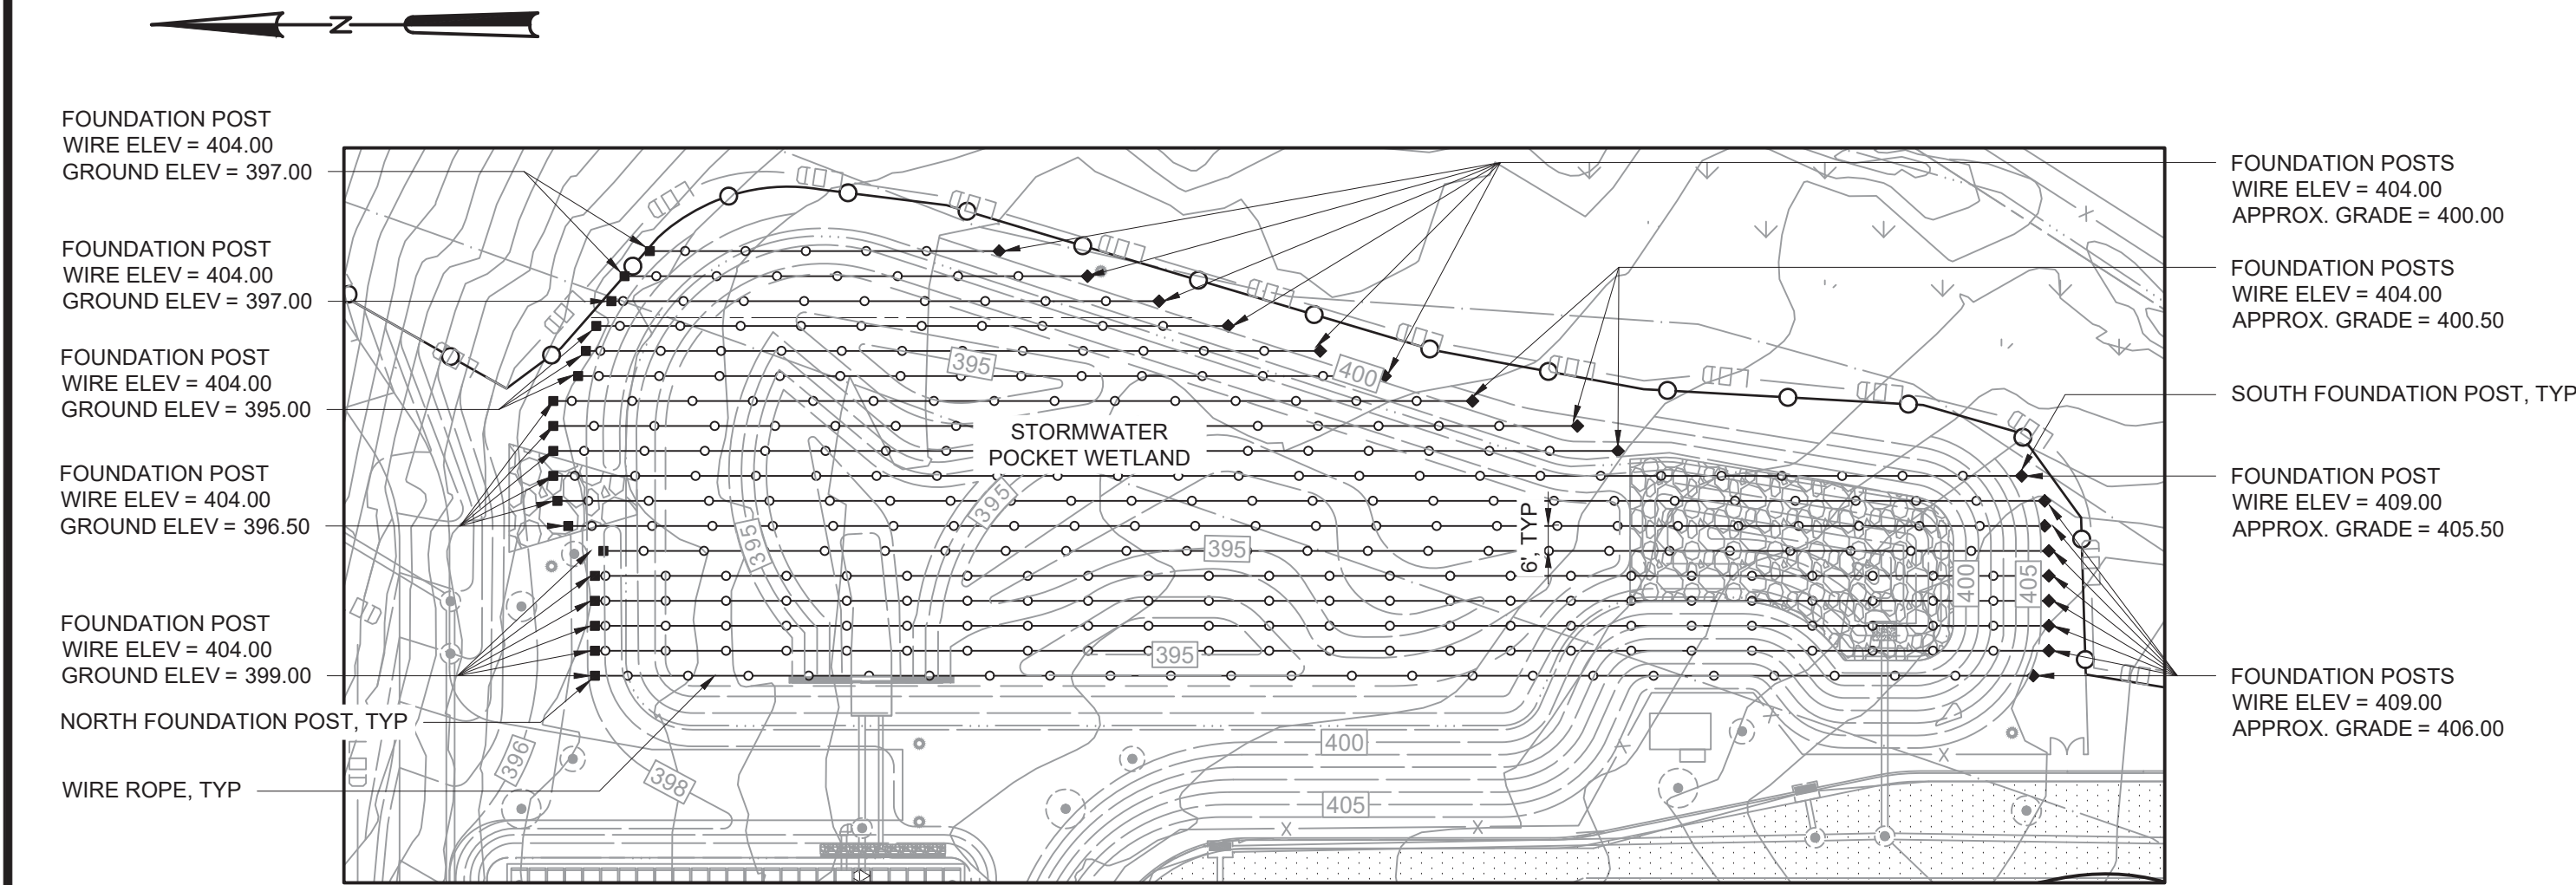 N
FOUNDATION POST
WIRE ELEV = 404.00
GROUND ELEV = 397.00
FOUNDATION POST
WIRE ELEV = 404.00
GROUND ELEV = 397.00
FOUNDATION POST
WIRE ELEV = 404.00
GROUND ELEV = 395.00
FOUNDATION POST
WIRE ELEV = 404.00
GROUND ELEV = 396.50
FOUNDATION POST
WIRE ELEV = 404.00
GROUND ELEV = 399.00
NORTH FOUNDATION POST, TYP
WIRE ROPE, TYP
395
400
STORMWATER
POCKET WETLAND
395
395
395
6', TYP
395
400
405
396
398
400
405
FOUNDATION POSTS
WIRE ELEV = 404.00
APPROX. GRADE = 400.00
FOUNDATION POSTS
WIRE ELEV = 404.00
APPROX. GRADE = 400.50
SOUTH FOUNDATION POST, TYP
FOUNDATION POST
WIRE ELEV = 409.00
APPROX. GRADE = 405.50
FOUNDATION POSTS
WIRE ELEV = 409.00
APPROX. GRADE = 406.00